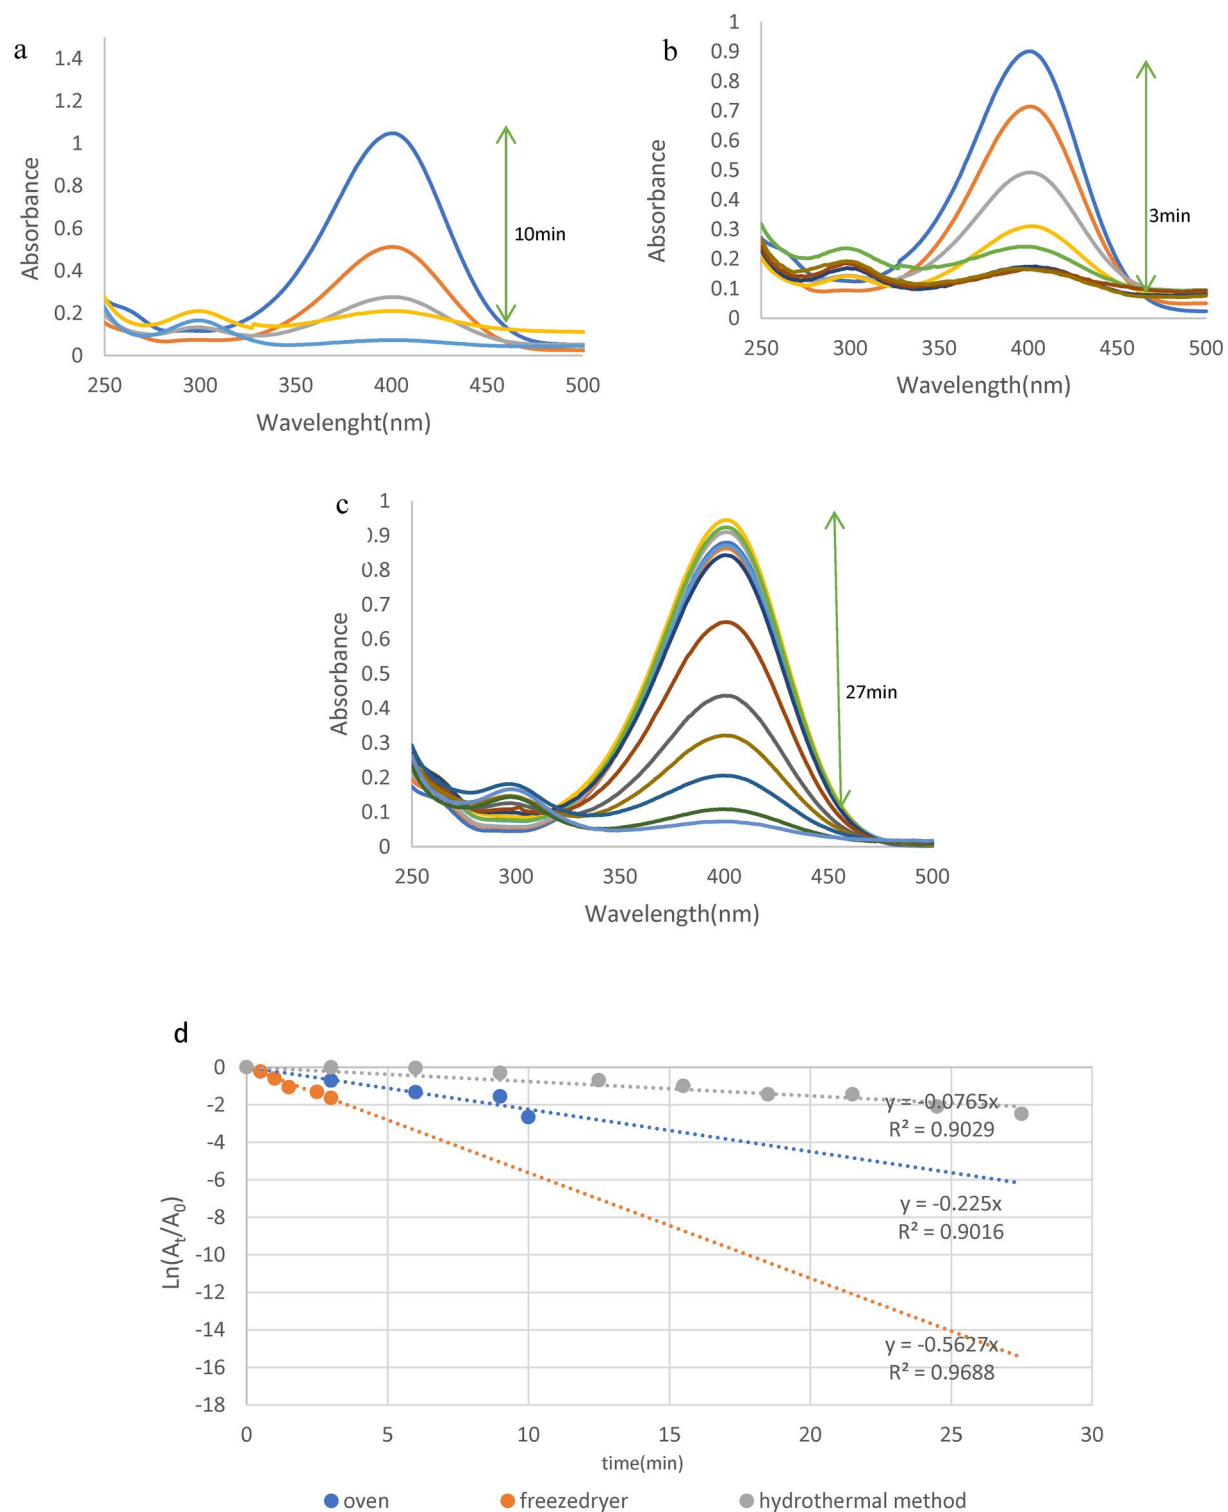 a
1.4
1.2
1
0.8
0.6
0.4
0.2
0
Absorbance
10min
250 300 350 400 450 500
Wavelenght(nm)
b
1
0.9
0.8
0.7
0.6
0.5
0.4
0.3
0.2
0.1
0
Absorbance
3min
250 300 350 400 450 500
Wavelength(nm)
c
1
0.9
0.8
0.7
0.6
0.5
0.4
0.3
0.2
0.1
0
Absorbance
27min
250 300 350 400 450 500
Wavelength(nm)
d
0
-2
-4
-6
-8
-10
-12
-14
-16
-18
Ln(Aₜ/A₀)
y = -0.0765x
R² = 0.9029
y = -0.225x
R² = 0.9016
y = -0.5627x
R² = 0.9688
0 5 10 15 20 25 30
time(min)
oven freezedryer hydrothermal method